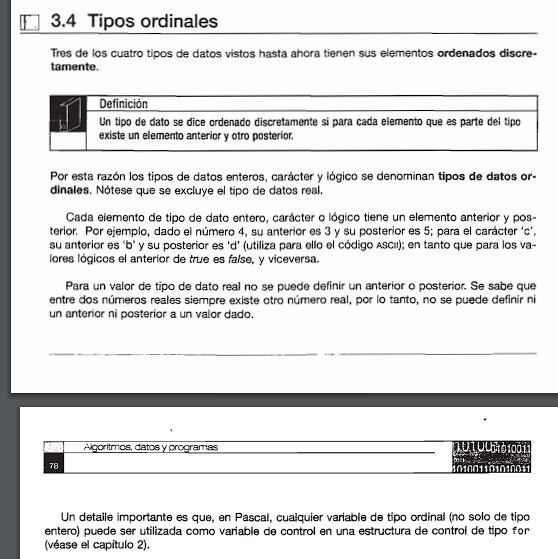 3.4 Tipos ordinales
Tres de los cuatro tipos de datos vistos hasta ahora tienen sus elementos ordenados discre-
tamente.
Definición
Un tipo de dato se dice ordenado discretamente si para cada elemento que es parte del tipo
existe un elemento anterior y otro posterior.
Por esta razón los tipos de datos enteros, carácter y lógico se denominan tipos de datos or-
dinales. Nótese que se excluye el tipo de datos real.
Cada elemento de tipo de dato entero, carácter o lógico tiene un elemento anterior y pos-
terior. Por ejemplo, dado el número 4, su anterior es 3 y su posterior es 5; para el carácter ‘c’,
su anterior es ‘b’ y su posterior es ‘d’ (utiliza para ello el código ASCII); en tanto que para los va-
lores lógicos el anterior de true es false, y viceversa.
Para un valor de tipo de dato real no se puede definir un anterior o posterior. Se sabe que
entre dos números reales siempre existe otro número real, por lo tanto, no se puede definir ni
un anterior ni posterior a un valor dado.
Algoritmos, datos y programas
78
Un detalle importante es que, en Pascal, cualquier variable de tipo ordinal (no solo de tipo
entero) puede ser utilizada como variable de control en una estructura de control de tipo for
(véase el capítulo 2).